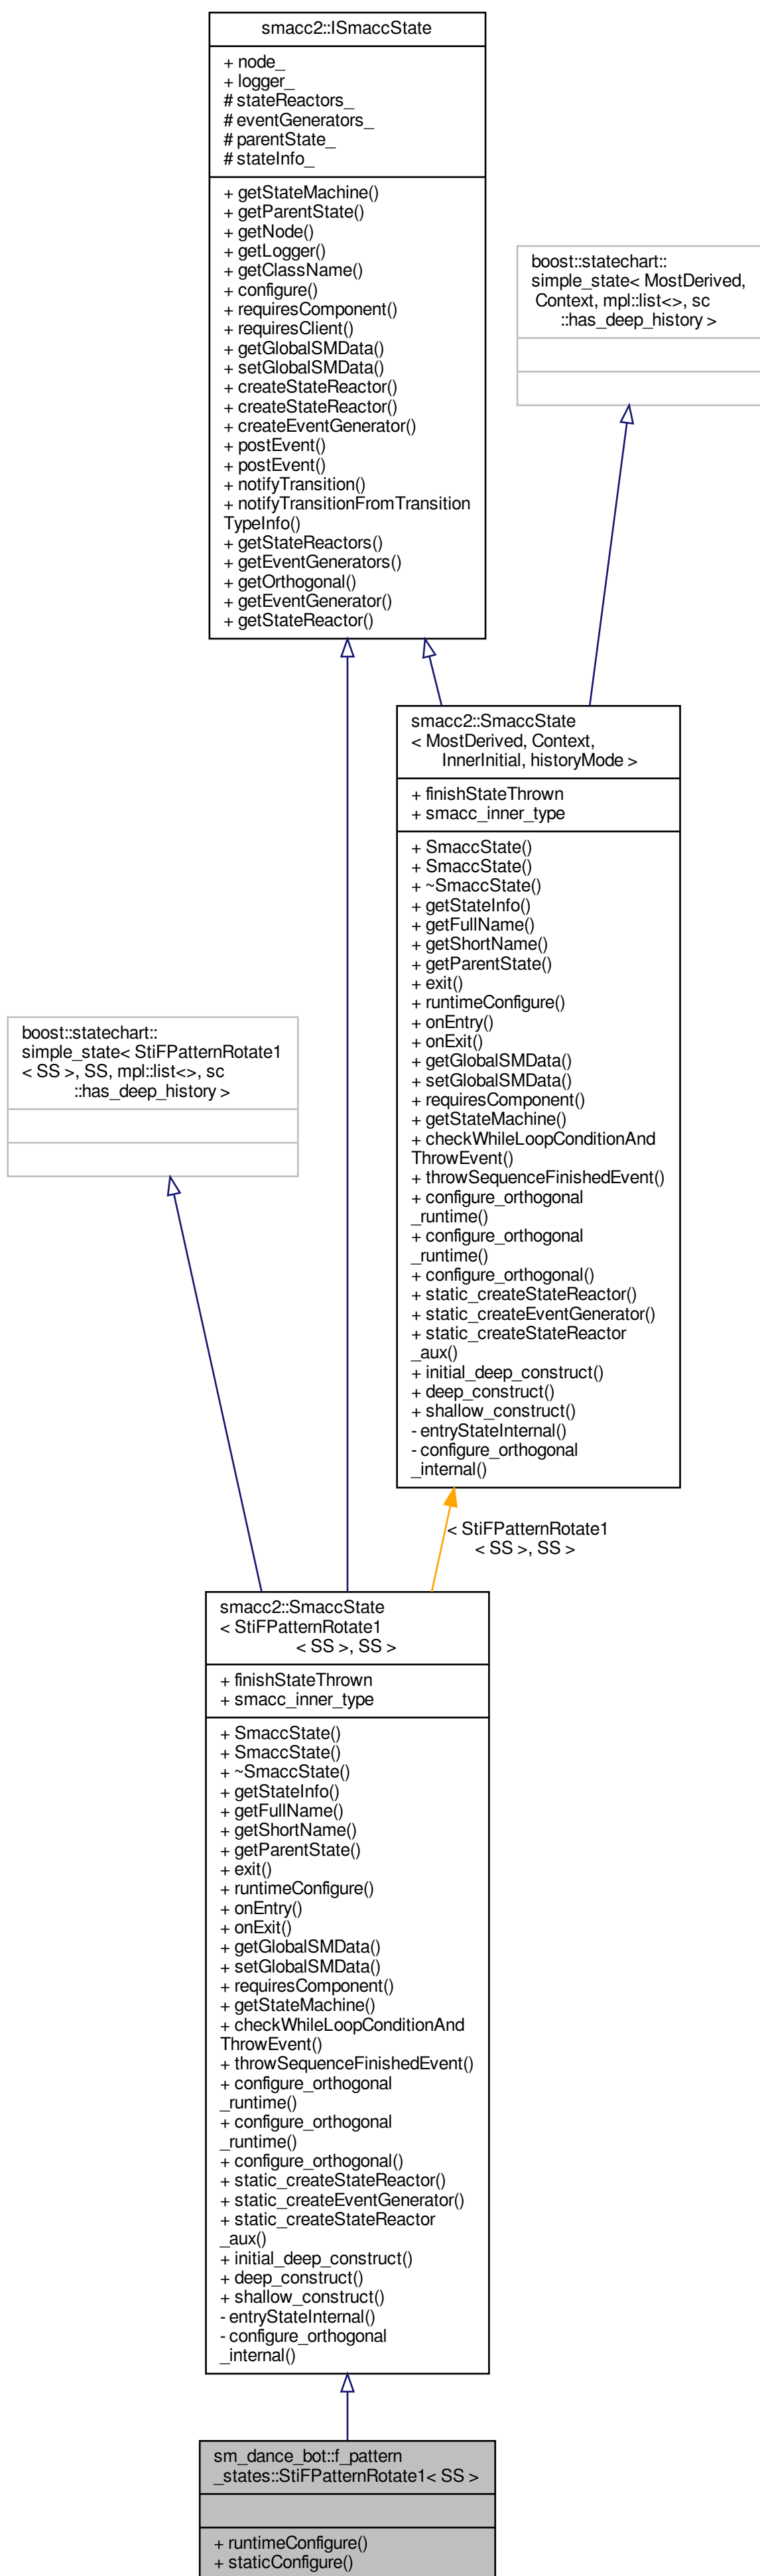 smacc2::ISmaccState
+ node_
+ logger_
# stateReactors_
# eventGenerators_
# parentState_
# stateInfo_
+ getStateMachine()
+ getParentState()
+ getNode()
+ getLogger()
+ getClassName()
+ configure()
+ requiresComponent()
+ requiresClient()
+ getGlobalSMData()
+ setGlobalSMData()
+ createStateReactor()
+ createStateReactor()
+ createEventGenerator()
+ postEvent()
+ postEvent()
+ notifyTransition()
+ notifyTransitionFromTransition
TypeInfo()
+ getStateReactors()
+ getEventGenerators()
+ getOrthogonal()
+ getEventGenerator()
+ getStateReactor()
boost::statechart::
simple_state< MostDerived,
Context, mpl::list<>, sc
::has_deep_history >
smacc2::SmaccState
< MostDerived, Context,
InnerInitial, historyMode >
+ finishStateThrown
+ smacc_inner_type
+ SmaccState()
+ SmaccState()
+ ~SmaccState()
+ getStateInfo()
+ getFullName()
+ getShortName()
+ getParentState()
+ exit()
+ runtimeConfigure()
+ onEntry()
+ onExit()
+ getGlobalSMData()
+ setGlobalSMData()
+ requiresComponent()
+ getStateMachine()
+ checkWhileLoopConditionAnd
ThrowEvent()
+ throwSequenceFinishedEvent()
+ configure_orthogonal
_runtime()
+ configure_orthogonal
_runtime()
+ configure_orthogonal()
+ static_createStateReactor()
+ static_createEventGenerator()
+ static_createStateReactor
_aux()
+ initial_deep_construct()
+ deep_construct()
+ shallow_construct()
- entryStateInternal()
- configure_orthogonal
_internal()
boost::statechart::
simple_state< StiFPatternRotate1
< SS >, SS, mpl::list<>, sc
::has_deep_history >
< StiFPatternRotate1
< SS >, SS >
smacc2::SmaccState
< StiFPatternRotate1
< SS >, SS >
+ finishStateThrown
+ smacc_inner_type
+ SmaccState()
+ SmaccState()
+ ~SmaccState()
+ getStateInfo()
+ getFullName()
+ getShortName()
+ getParentState()
+ exit()
+ runtimeConfigure()
+ onEntry()
+ onExit()
+ getGlobalSMData()
+ setGlobalSMData()
+ requiresComponent()
+ getStateMachine()
+ checkWhileLoopConditionAnd
ThrowEvent()
+ throwSequenceFinishedEvent()
+ configure_orthogonal
_runtime()
+ configure_orthogonal
_runtime()
+ configure_orthogonal()
+ static_createStateReactor()
+ static_createEventGenerator()
+ static_createStateReactor
_aux()
+ initial_deep_construct()
+ deep_construct()
+ shallow_construct()
- entryStateInternal()
- configure_orthogonal
_internal()
sm_dance_bot::f_pattern
_states::StiFPatternRotate1< SS >
+ runtimeConfigure()
+ staticConfigure()